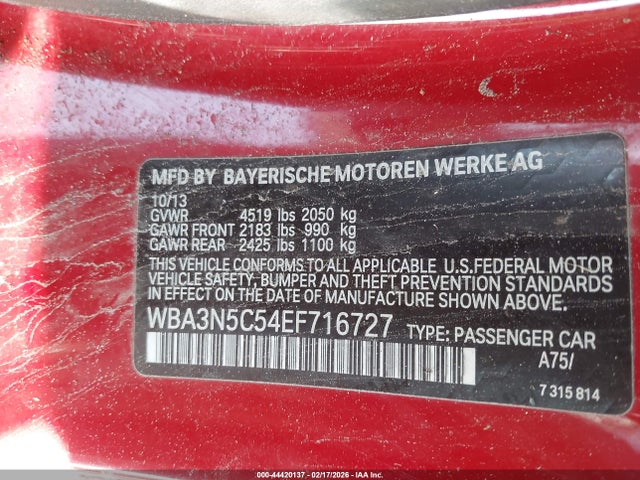 MFD BY BAYERISCHE MOTOREN WERKE AG
10/13
GVWR 4519 lbs 2050 kg
GAWR FRONT 2183 lbs 990 kg
GAWR REAR 2425 lbs 1100 kg
THIS VEHICLE CONFORMS TO ALL APPLICABLE U.S.FEDERAL MOTOR
VEHICLE SAFETY, BUMPER AND THEFT PREVENTION STANDARDS
IN EFFECT ON THE DATE OF MANUFACTURE SHOWN ABOVE.
WBA3N5C54EF716727 TYPE: PASSENGER CAR
A75/
7 315 814
000-44420137 - 02/17/2026 - COPYRIGHT IAA, LLC.